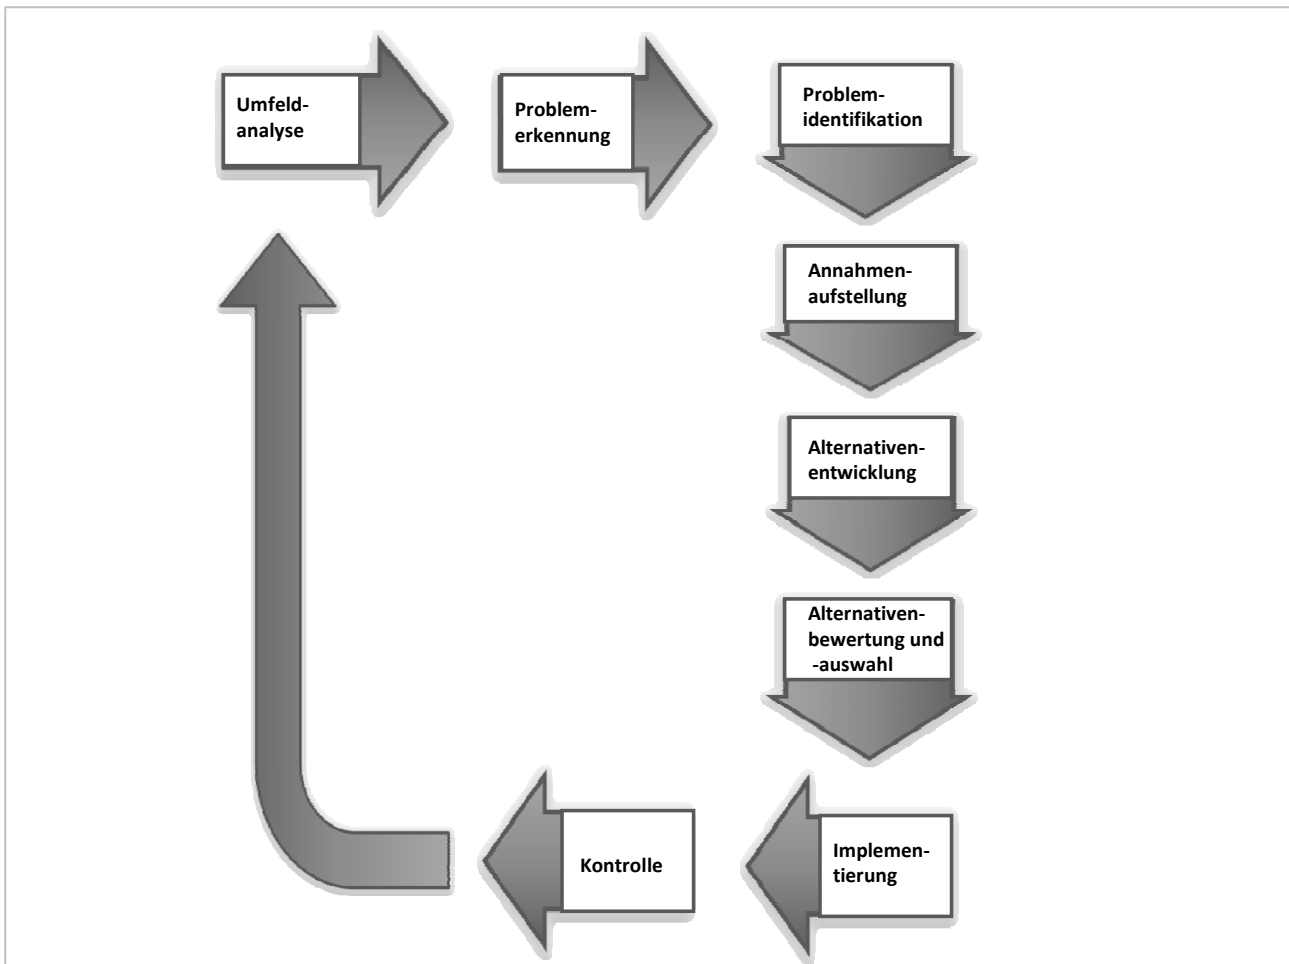 Umfeld-
analyse
Problem-
erkennung
Problem-
identifikation
Annahmen-
aufstellung
Alternativen-
entwicklung
Alternativen-
bewertung und
-auswahl
Implemen-
tierung
Kontrolle